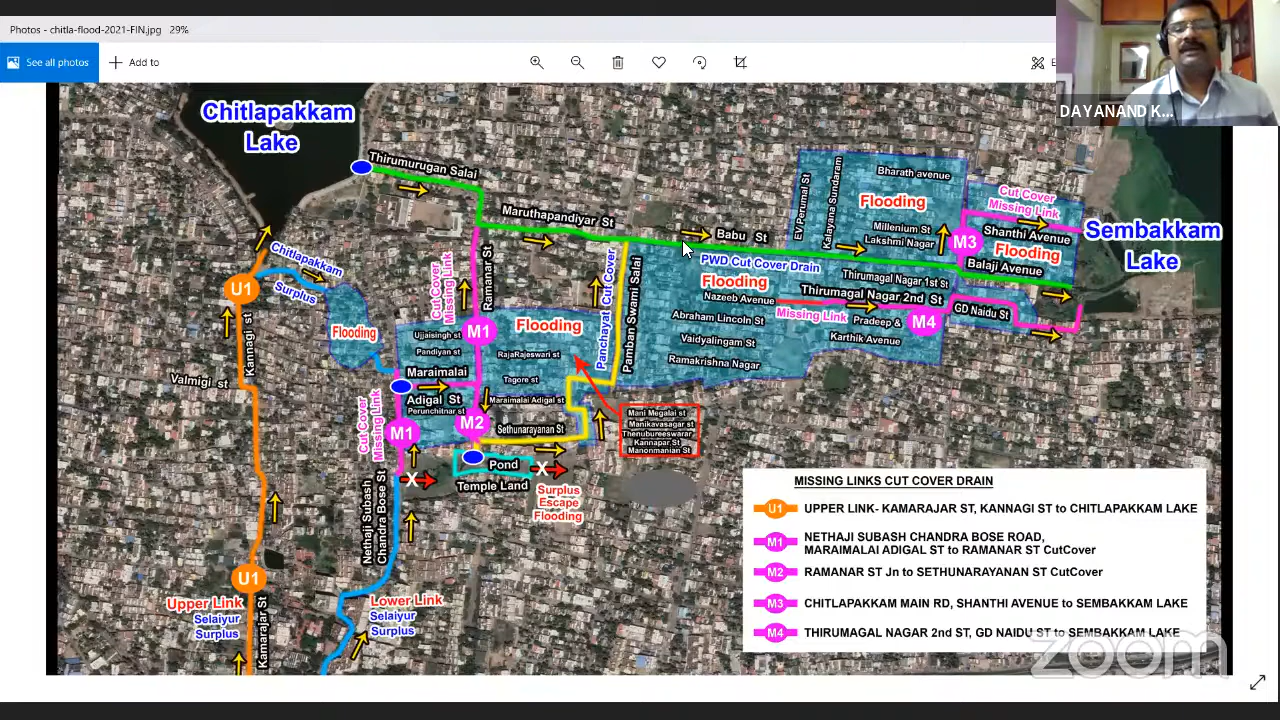 Photos - chitla-flood-2021-FIN.jpg   29%
See all photos
Add to
DAYANAND K...
Chitlapakkam
Lake
Thirumurugan Salai
Maruthapandiyar St
Babu St
PWD Cut Cover Drain
EV.Perumal St
Kalayana Sundaram
Bharath avenue
Flooding
Millenium St
Lakshmi Nagar
Cut Cover
Missing Link
Shanthi Avenue
M3
Flooding
Balaji Avenue
Sembakkam
Lake
Chitlapakkam
Surplus
U1
Kannagi st
Valmigi st
Flooding
Cut Cover
Missing Link
Ramanar St
M1
Ujjaisingh st
Pandiyan st
Maraimalai
Adigal St
Perunchitnar st
Flooding
RajaRajeswari st
Tagore st
Maraimalai Adigal st
M2
Sethunarayanan St
Panchayat Cut Cover
Pamban Swami Salai
Flooding
Nazeeb Avenue
Abraham Lincoln St
Vaidyalingam St
Ramakrishna Nagar
Thirumagal Nagar 1st St
Thirumagal Nagar 2nd St
Missing Link
Pradeep &
Karthik Avenue
M4
GD Naidu St
Mani Megalai st
Manikavasagar st
Thenubureeswarar
Kannapar St
Manonmanian St
Cut Cover
Missing Link
M1
X
Nethaji Subash
Chandra Bose St
Pond
Temple Land
X
Surplus
Escape
Flooding
U1
Upper Link
Selaiyur
Surplus
Kamarajar St
Lower Link
Selaiyur
Surplus
MISSING LINKS CUT COVER DRAIN
U1 UPPER LINK- KAMARAJAR ST, KANNAGI ST to CHITLAPAKKAM LAKE
M1 NETHAJI SUBASH CHANDRA BOSE ROAD,
MARAIMALAI ADIGAL ST to RAMANAR ST CutCover
M2 RAMANAR ST Jn to SETHUNARAYANAN ST CutCover
M3 CHITLAPAKKAM MAIN RD, SHANTHI AVENUE to SEMBAKKAM LAKE
M4 THIRUMAGAL NAGAR 2nd ST, GD NAIDU ST to SEMBAKKAM LAKE
zoom